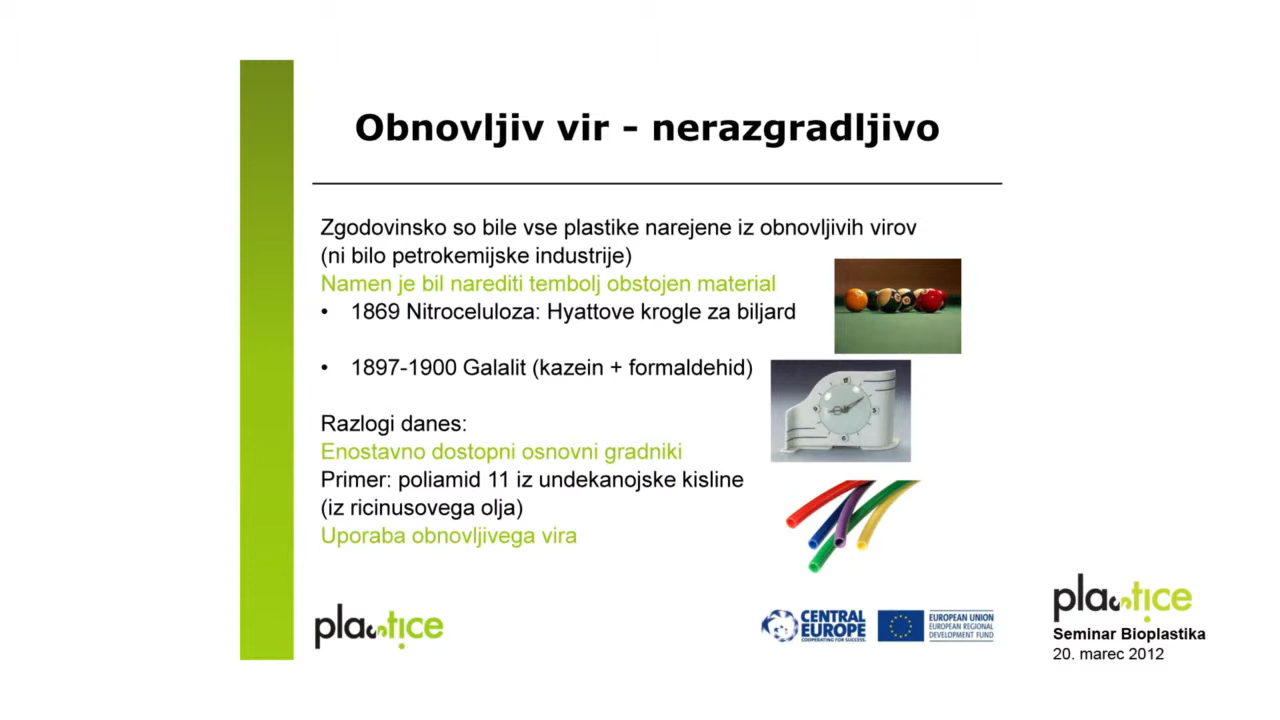 Obnovljiv vir - nerazgradljivo
Zgodovinsko so bile vse plastike narejene iz obnovljivih virov
(ni bilo petrokemijske industrije)
Namen je bil narediti tembolj obstojen material
• 1869 Nitroceluloza: Hyattove krogle za biljard
• 1897-1900 Galalit (kazein + formaldehid)
Razlogi danes:
Enostavno dostopni osnovni gradniki
Primer: poliamid 11 iz undekanojske kisline
(iz ricinusovega olja)
Uporaba obnovljivega vira
plastice
CENTRAL
EUROPE
COOPERATING FOR SUCCESS.
EUROPEAN UNION
EUROPEAN REGIONAL
DEVELOPMENT FUND
plastice
Seminar Bioplastika
20. marec 2012